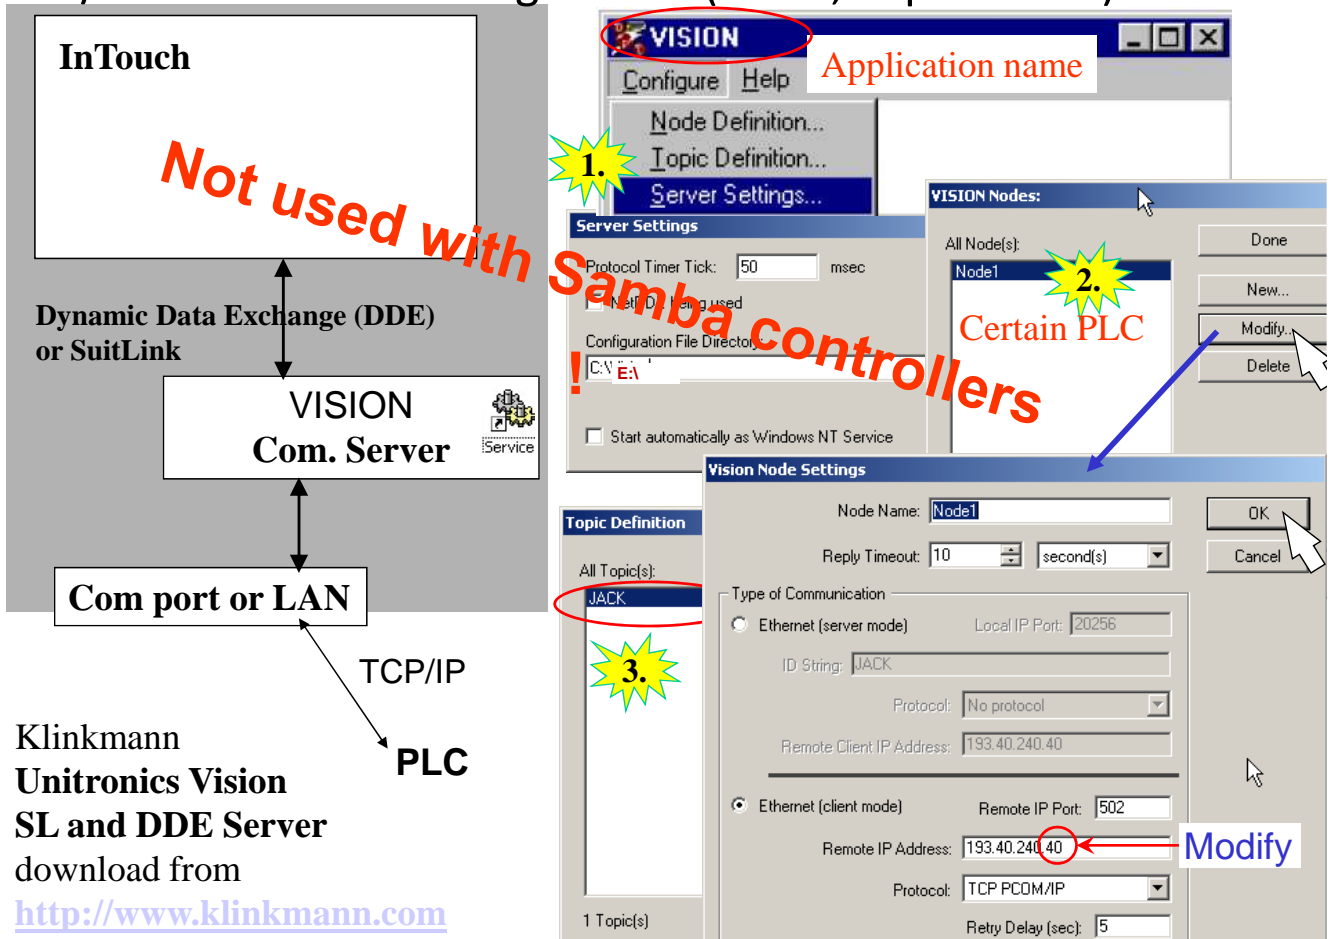 InTouch
Dynamic Data Exchange (DDE)
or SuitLink
VISION
Com. Server
Service
Com port or LAN
TCP/IP
PLC
Klinkmann
Unitronics Vision
SL and DDE Server
download from
http://www.klinkmann.com
Not used with Samba controllers
!
VISION
Application name
Configure Help
Node Definition...
Topic Definition...
Server Settings...
1.
Server Settings
Protocol Timer Tick: 50 msec
being used
Configuration File Directory:
E:\
Start automatically as Windows NT Service
VISION Nodes:
All Node(s):
Node1
2.
Certain PLC
Done
New...
Modify...
Delete
Topic Definition
All Topic(s):
JACK
3.
1 Topic(s)
Vision Node Settings
Node Name: Node1
Reply Timeout: 10 second(s)
OK
Cancel
Type of Communication
Ethernet (server mode) Local IP Port: 20256
ID String: JACK
Protocol: No protocol
Remote Client IP Address: 193.40.240.40
Ethernet (client mode) Remote IP Port: 502
Remote IP Address: 193.40.240.40
Modify
Protocol: TCP PCOM/IP
Retry Delay (sec): 5